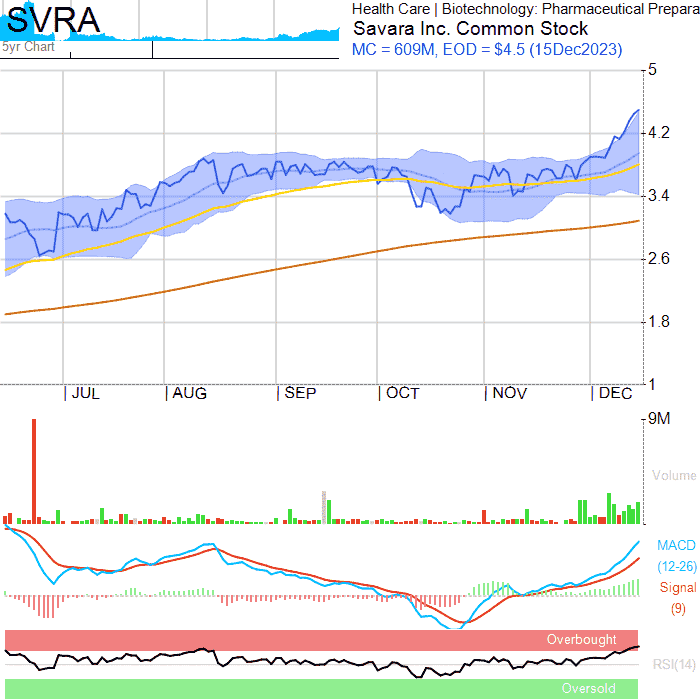 SVRA
5yr Chart
Health Care | Biotechnology: Pharmaceutical Prepara
Savara Inc. Common Stock
MC = 609M, EOD = $4.5 (15Dec2023)
5
4.2
3.4
2.6
1.8
1
JUL AUG SEP OCT NOV DEC
9M
Volume
MACD
(12-26)
Signal
(9)
Overbought
RSI(14)
Oversold